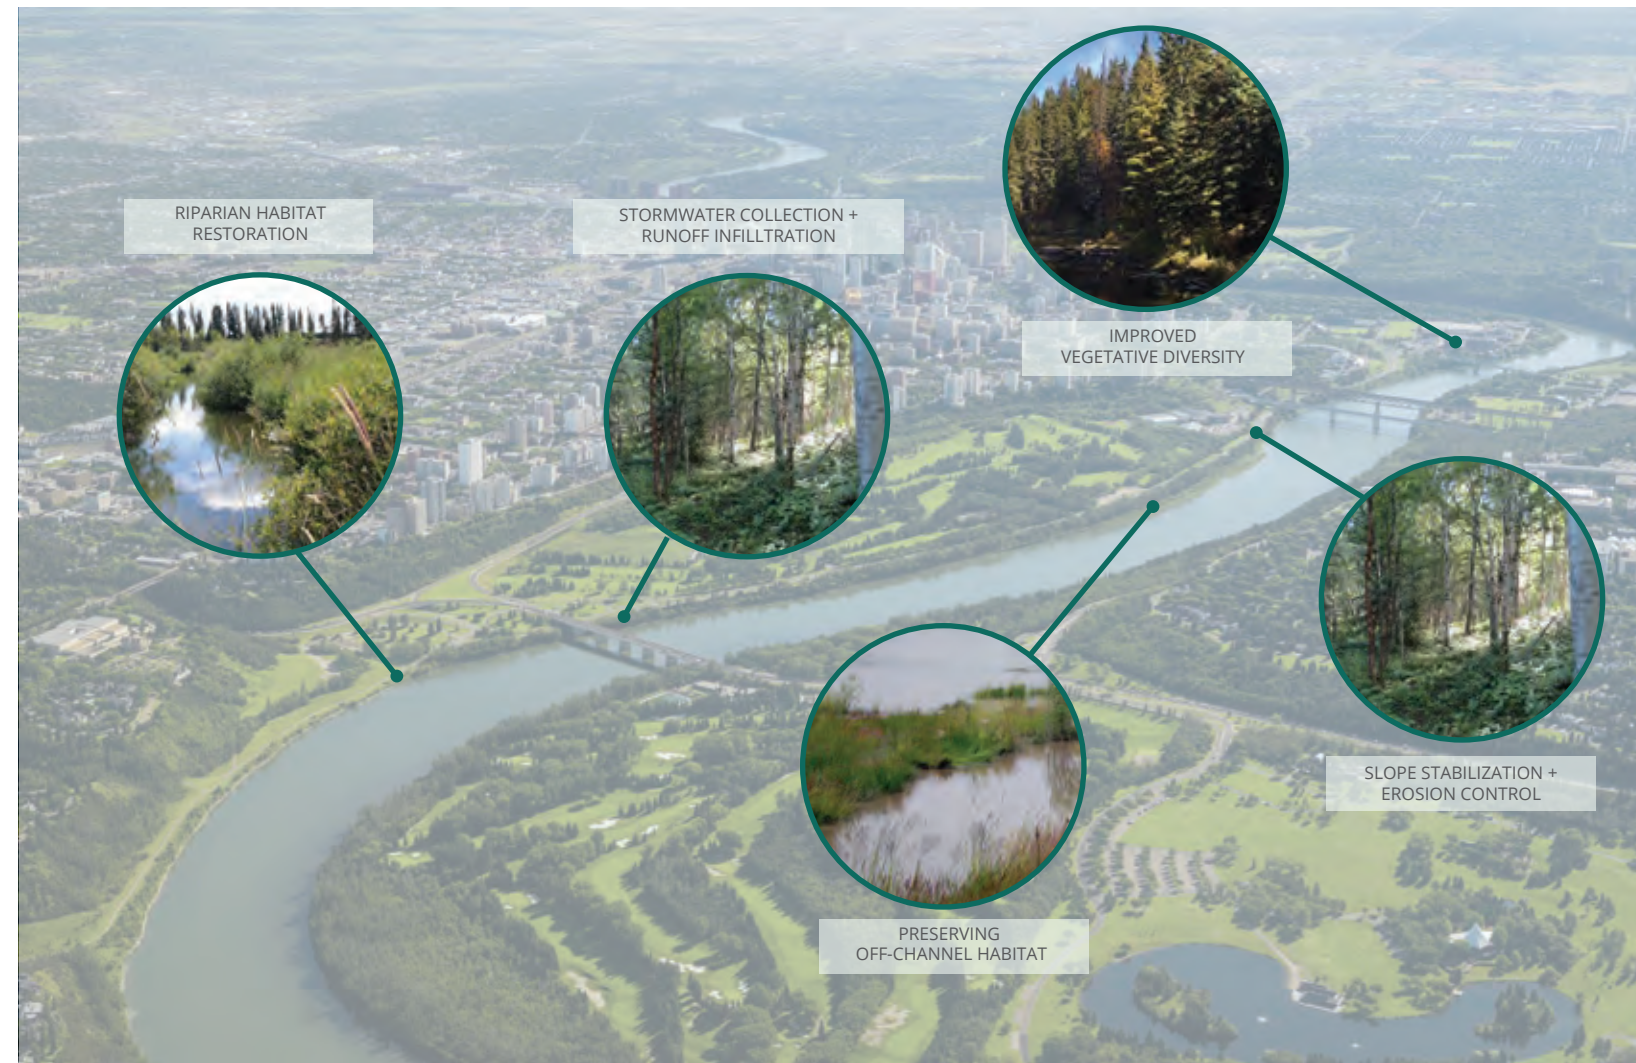 RIPARIAN HABITAT
RESTORATION
STORMWATER COLLECTION +
RUNOFF INFILLTRATION
IMPROVED
VEGETATIVE DIVERSITY
SLOPE STABILIZATION +
EROSION CONTROL
PRESERVING
OFF-CHANNEL HABITAT